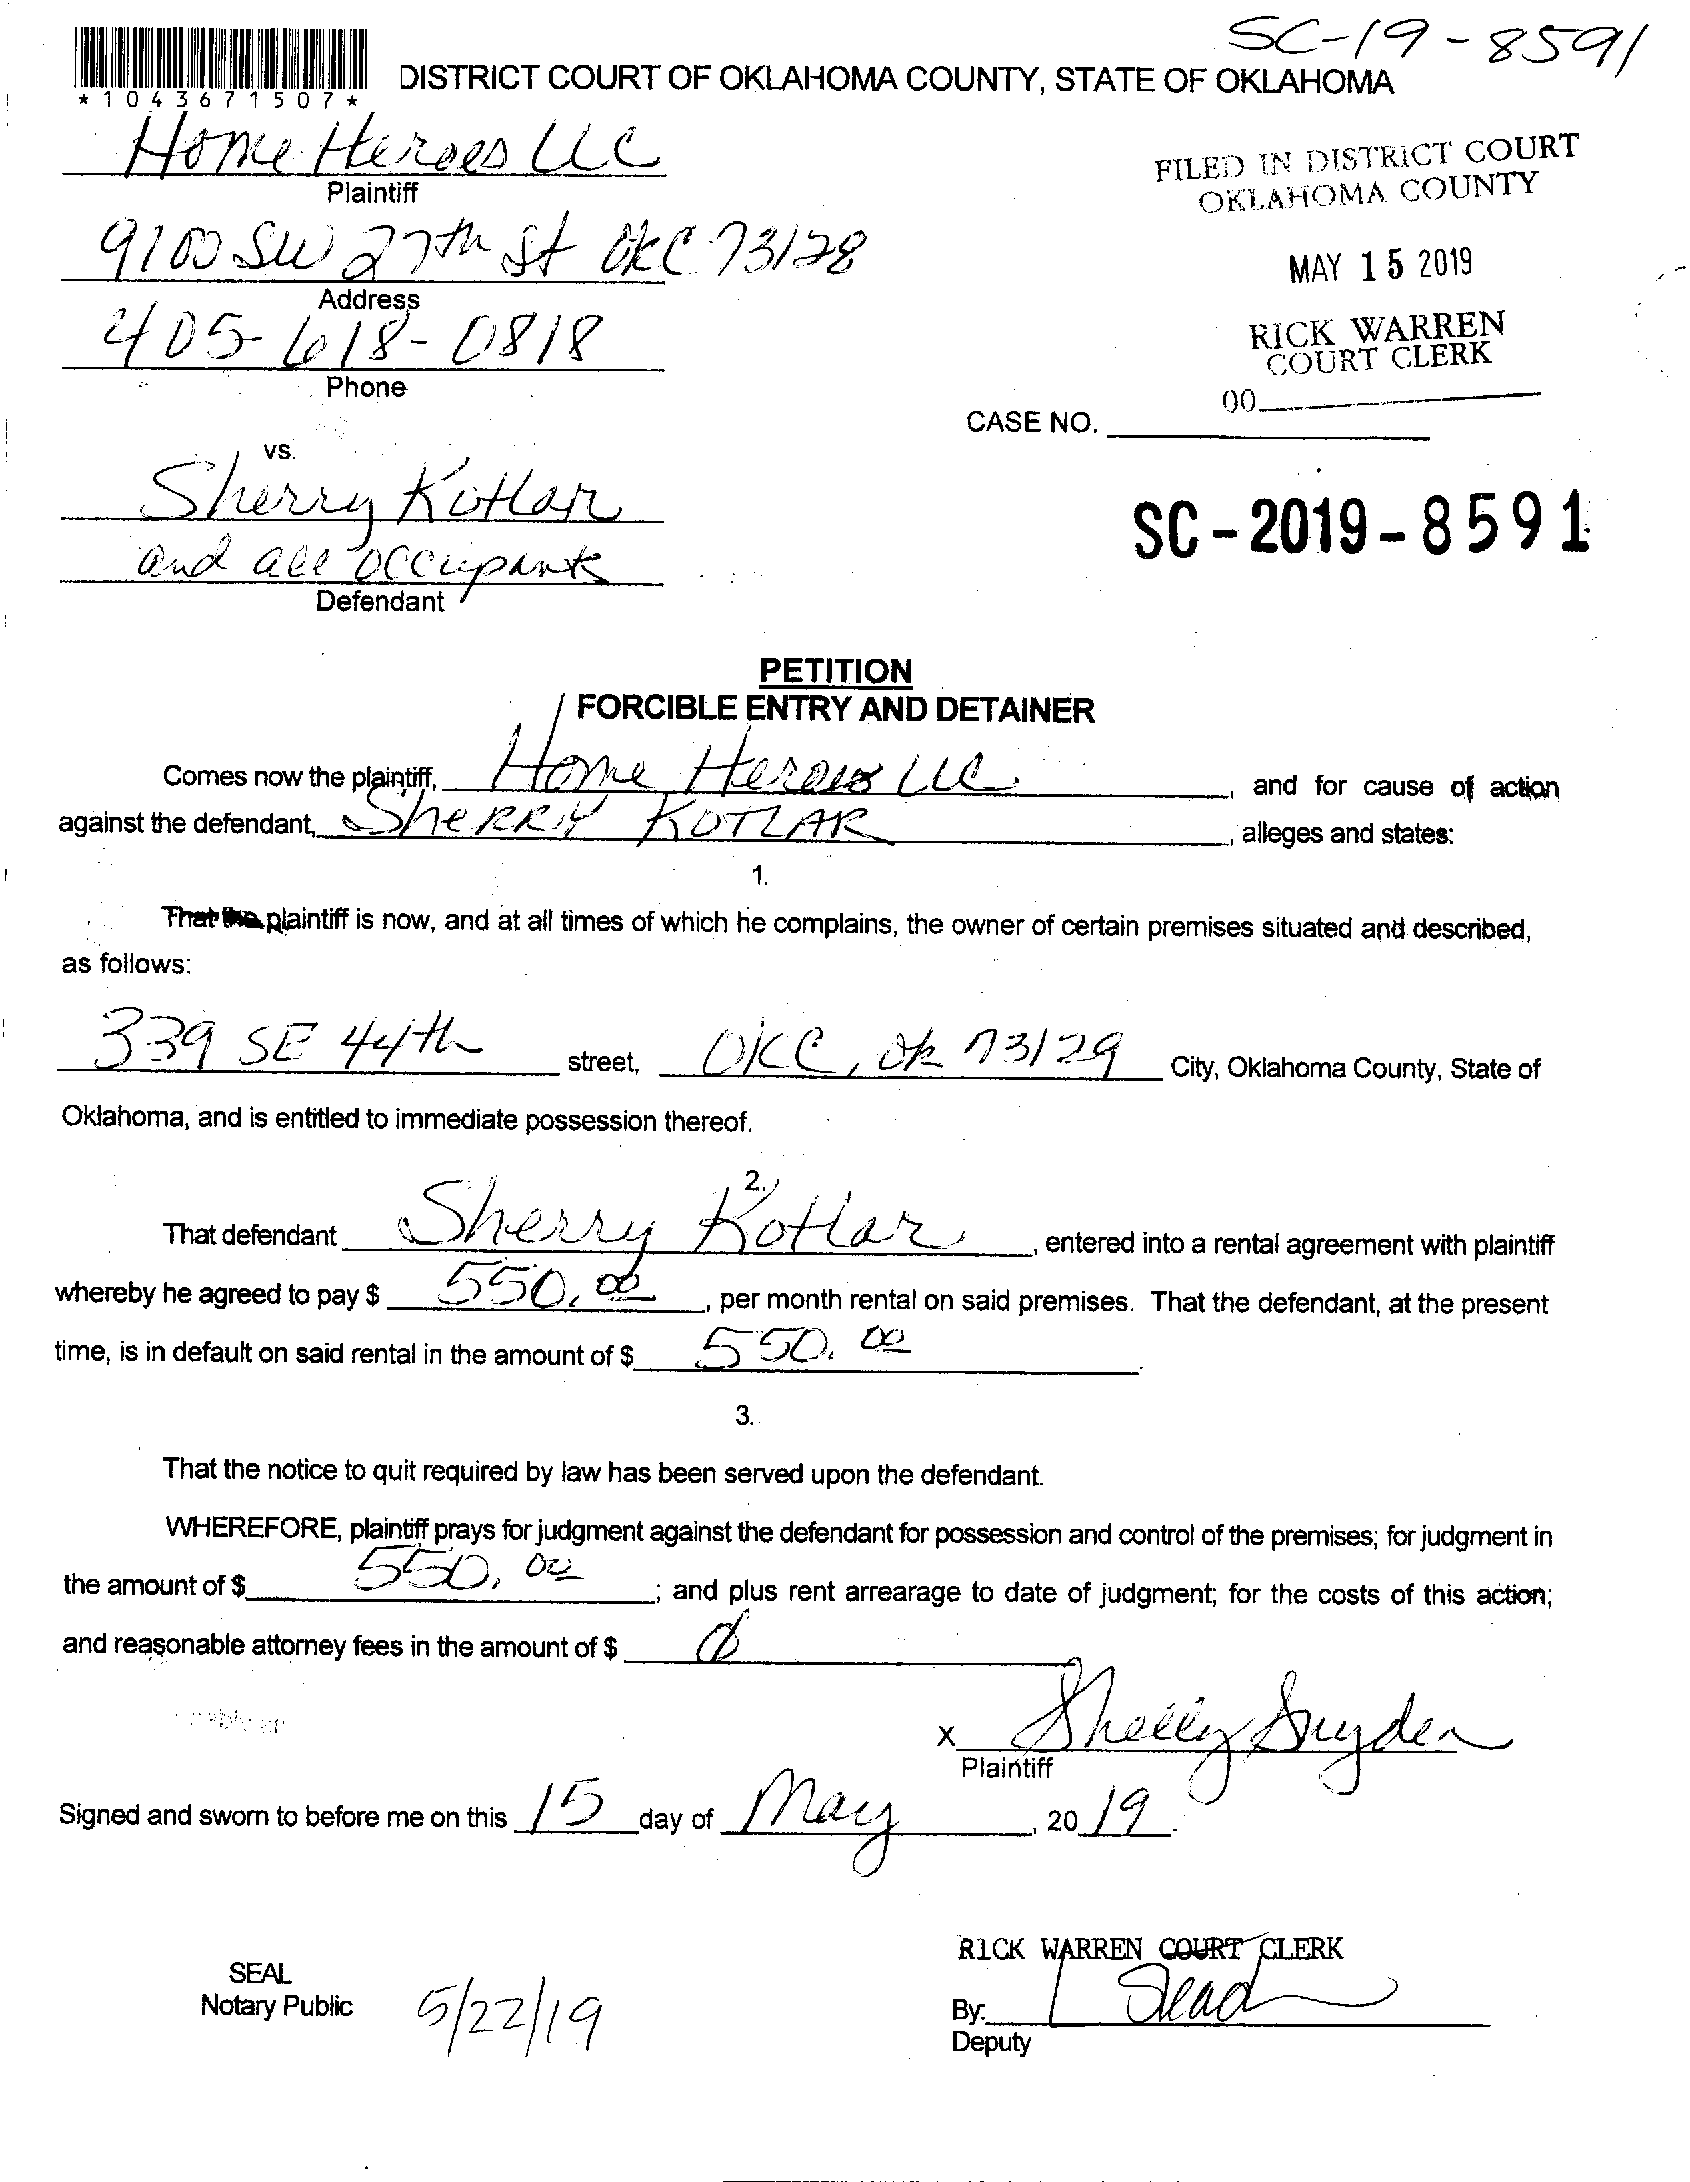 SC-19-8591
*1043671507*
DISTRICT COURT OF OKLAHOMA COUNTY, STATE OF OKLAHOMA
Home Heroes LLC
Plaintiff
FILED IN DISTRICT COURT
OKLAHOMA COUNTY
9100 SW 27th St OKC 73128
Address
MAY 15 2019
405-618-0818
Phone
RICK WARREN
COURT CLERK
00
CASE NO.
vs.
Sherry Kotlar
and all occupants
Defendant
SC-2019-8591
PETITION
FORCIBLE ENTRY AND DETAINER
Comes now the plaintiff, Home Heroes LLC and for cause of action
against the defendant, Sherry KOTLAR, alleges and states:
1.
That the plaintiff is now, and at all times of which he complains, the owner of certain premises situated and described,
as follows:
339 SE 44th street, OKC, OK 73129 City, Oklahoma County, State of
Oklahoma, and is entitled to immediate possession thereof.
2.
That defendant Sherry Kotlar, entered into a rental agreement with plaintiff
whereby he agreed to pay $ 550.00, per month rental on said premises. That the defendant, at the present
time, is in default on said rental in the amount of $ 550.00.
3.
That the notice to quit required by law has been served upon the defendant.
WHEREFORE, plaintiff prays for judgment against the defendant for possession and control of the premises; for judgment in
the amount of $ 550.00; and plus rent arrearage to date of judgment; for the costs of this action;
and reasonable attorney fees in the amount of $ 0
x Shelly Snyder
Plaintiff
Signed and sworn to before me on this 15 day of May, 20 19.
RICK WARREN COURT CLERK
SEAL
Notary Public
5/22/19
By:
Deputy